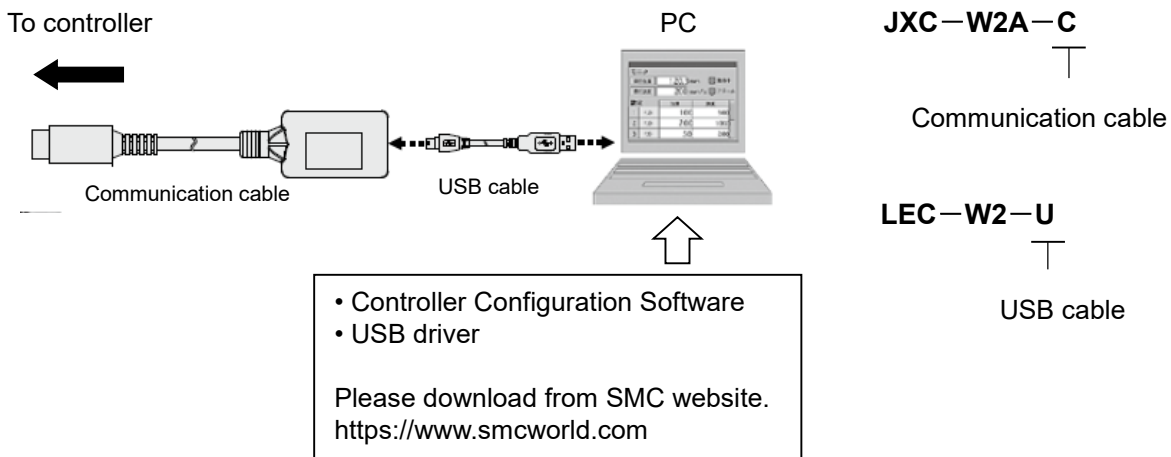 To controller
PC
JXC－W2A－C
Communication cable
Communication cable
USB cable
LEC－W2－U
USB cable
• Controller Configuration Software
• USB driver
Please download from SMC website.
https://www.smcworld.com